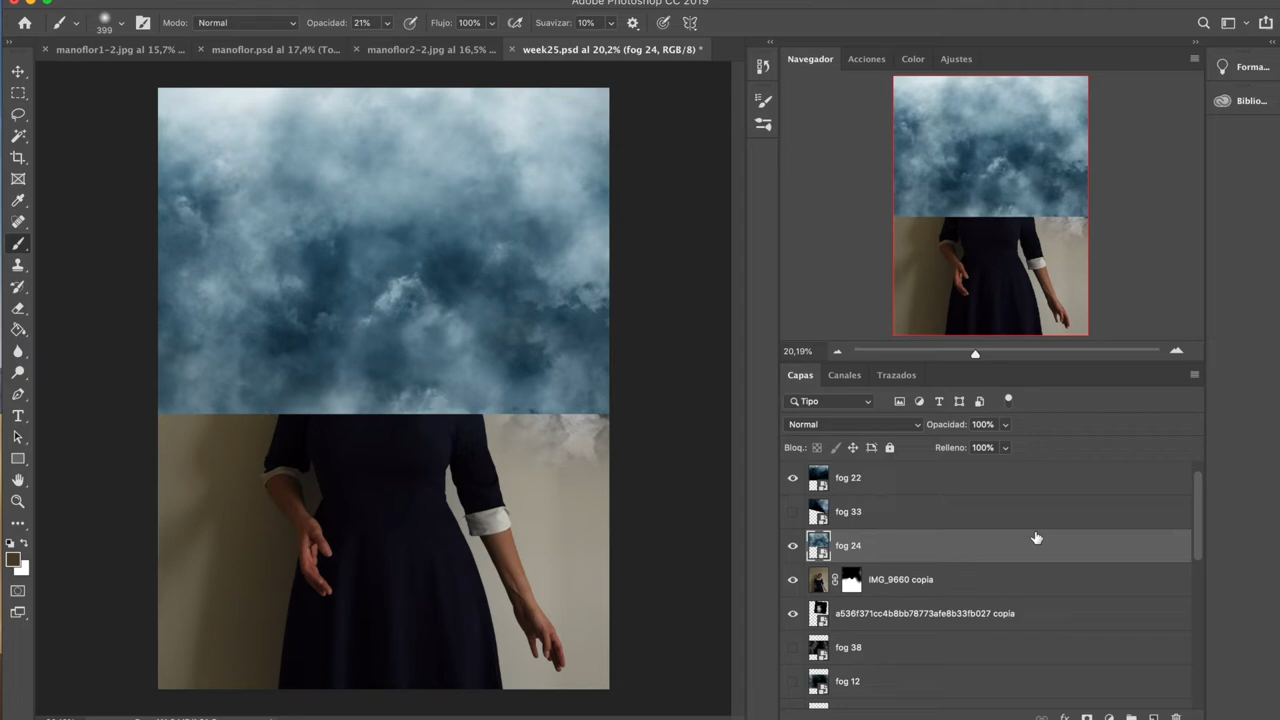 Adobe Photoshop CC 2019
399
Modo: Normal Opacidad: 21% Flujo: 100% Suavizar: 10%
manoflor1-2.jpg al 15,7% ... manoflor.psd al 17,4% (To... manoflor2-2.jpg al 16,5% ... week25.psd al 20,2% (fog 24, RGB/8) *
Navegador Acciones Color Ajustes
Forma...
Biblio...
20,19%
Capas Canales Trazados
Tipo
Normal Opacidad: 100%
Bloq.: Relleno: 100%
fog 22
fog 33
fog 24
IMG_9660 copia
a536f371cc4b8bb78773afe8b33fb027 copia
fog 38
fog 12